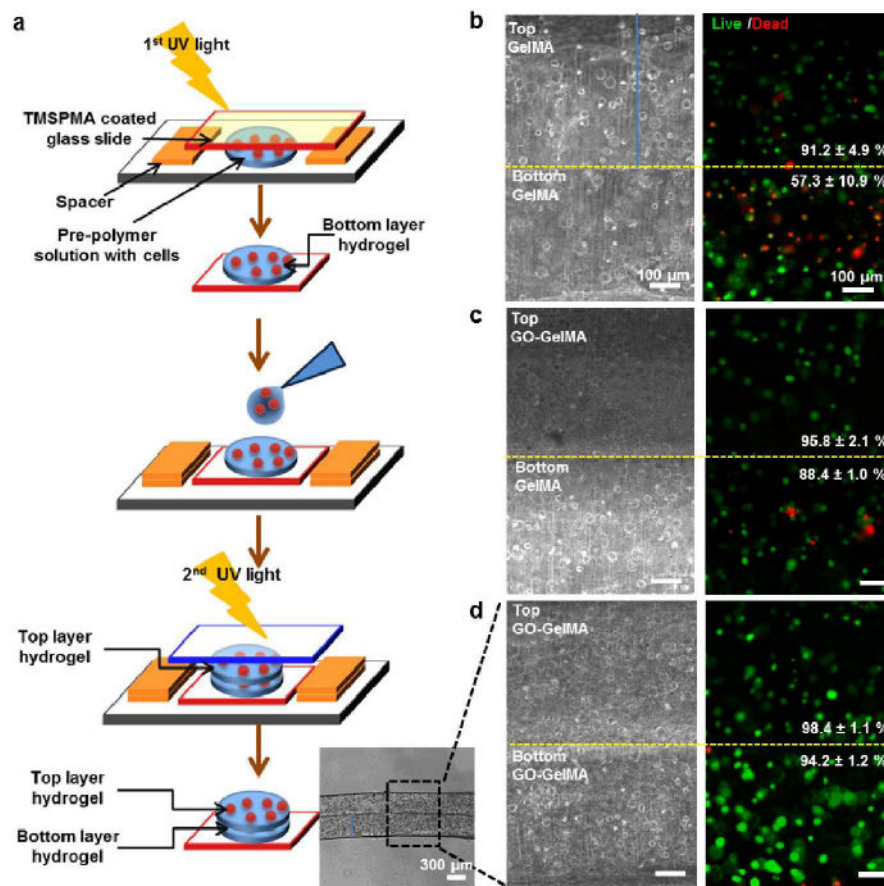 a
1st UV light
TMSPMA coated
glass slide
Spacer
Pre-polymer
solution with cells
Bottom layer
hydrogel
2nd UV light
Top layer
hydrogel
Top layer
hydrogel
Bottom layer
hydrogel
300 μm
b
Top
GelMA
Bottom
GelMA
100 μm
Live /Dead
91.2 ± 4.9 %
57.3 ± 10.9 %
100 μm
c
Top
GO-GelMA
Bottom
GelMA
95.8 ± 2.1 %
88.4 ± 1.0 %
d
Top
GO-GelMA
Bottom
GO-GelMA
98.4 ± 1.1 %
94.2 ± 1.2 %